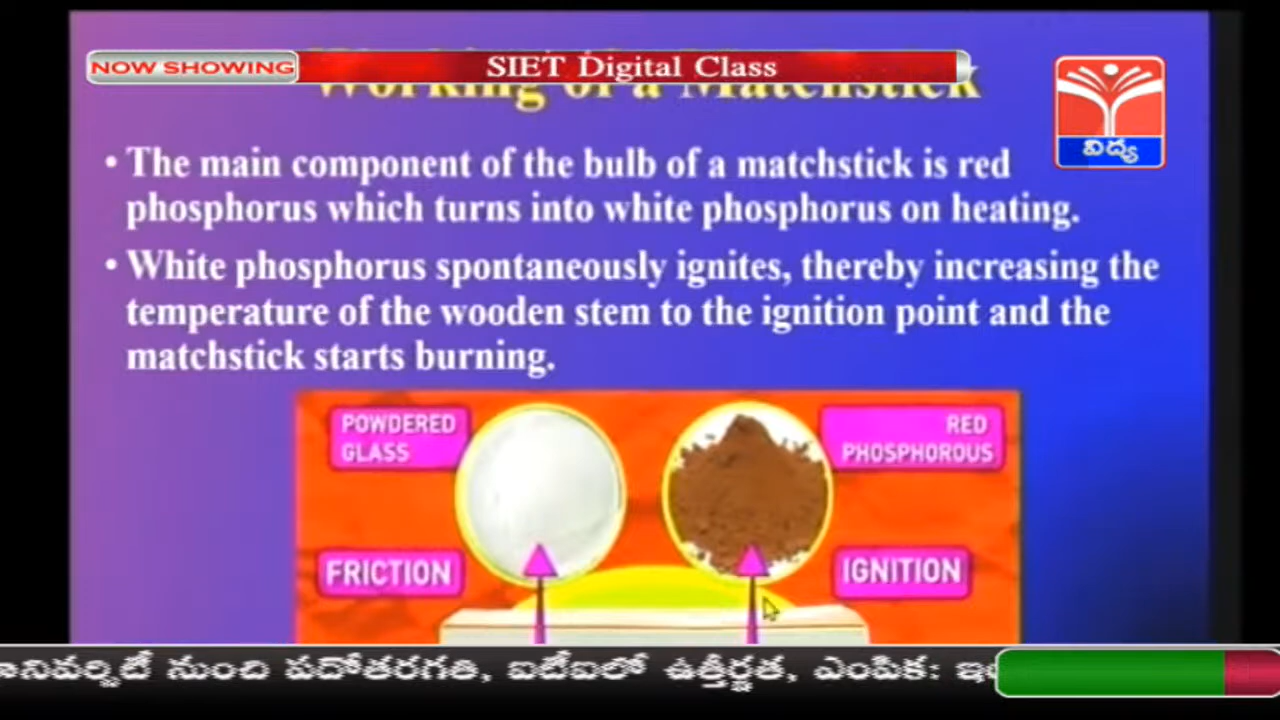 NOW SHOWING
SIET Digital Class
Working of a Matchstick
విద్య
• The main component of the bulb of a matchstick is red
phosphorus which turns into white phosphorus on heating.
• White phosphorus spontaneously ignites, thereby increasing the
temperature of the wooden stem to the ignition point and the
matchstick starts burning.
POWDERED
GLASS
RED
PHOSPHOROUS
FRICTION
IGNITION
నుంచి పదోతరగతి, ఐటీఐలో ఉత్తీర్ణత, ఎంపిక: